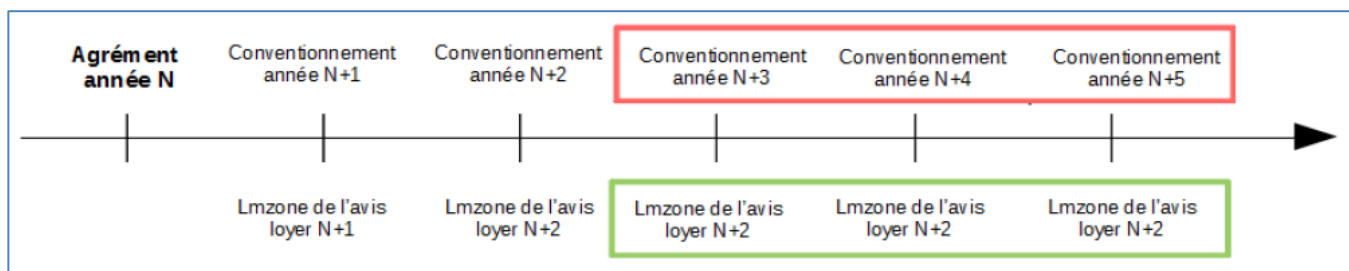 Agrément
année N
Conventionnement
année N+1
Conventionnement
année N+2
Conventionnement
année N+3
Conventionnement
année N+4
Conventionnement
année N+5
Lmzone de l'avis
loyer N+1
Lmzone de l'avis
loyer N+2
Lmzone de l'avis
loyer N+2
Lmzone de l'avis
loyer N+2
Lmzone de l'avis
loyer N+2